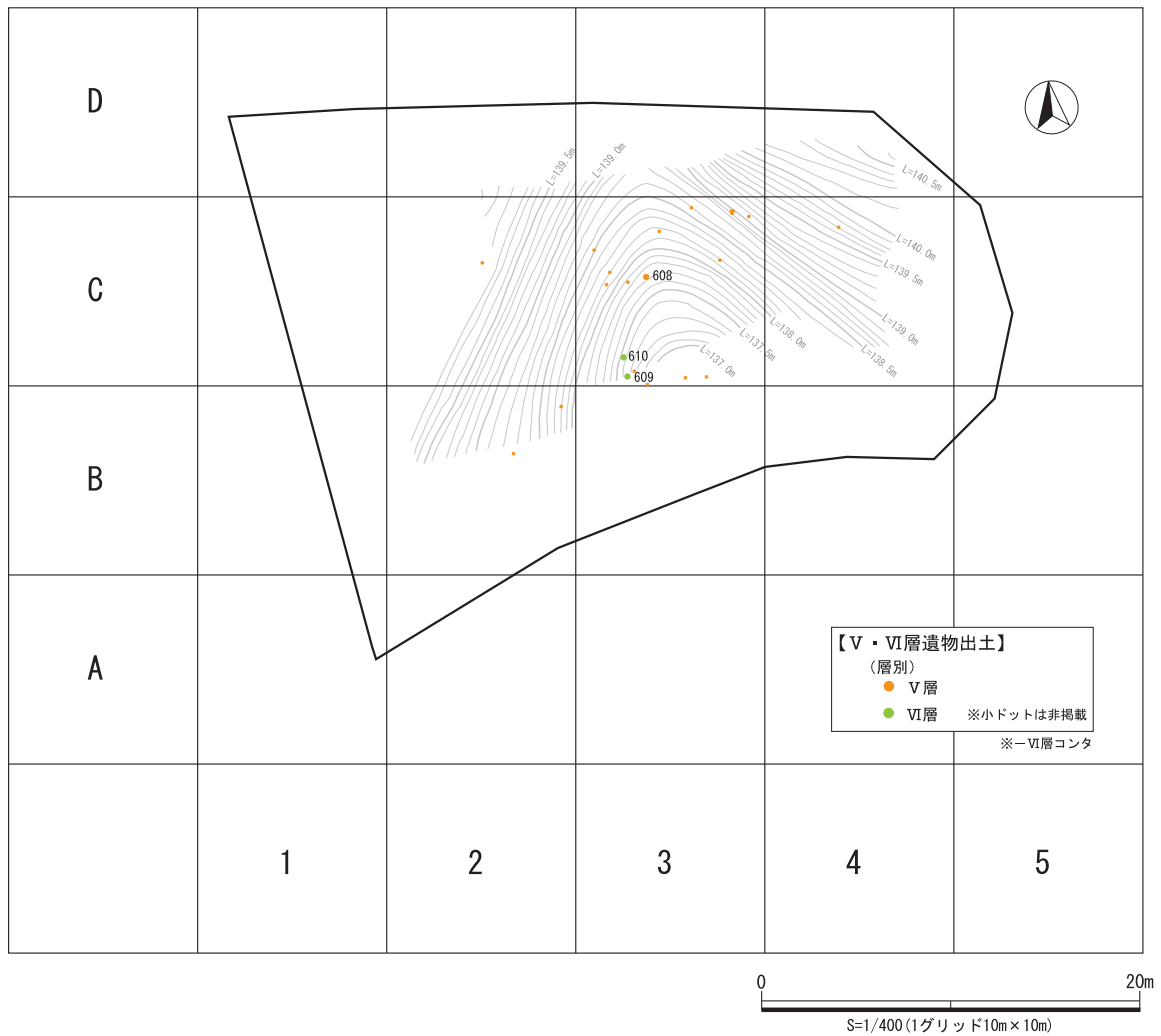 D
L=139.5m
L=139.0m
L=140.5m
L=140.0m
L=139.5m
C
608
L=139.0m
L=138.0m
L=137.5m
L=138.5m
610
L=137.0m
609
B
A
【Ⅴ・Ⅵ層遺物出土】
(層別)
Ⅴ層
Ⅵ層 ※小ドットは非掲載
※－Ⅵ層コンタ
1 2 3 4 5
0 20m
S=1/400(1グリッド10m×10m)